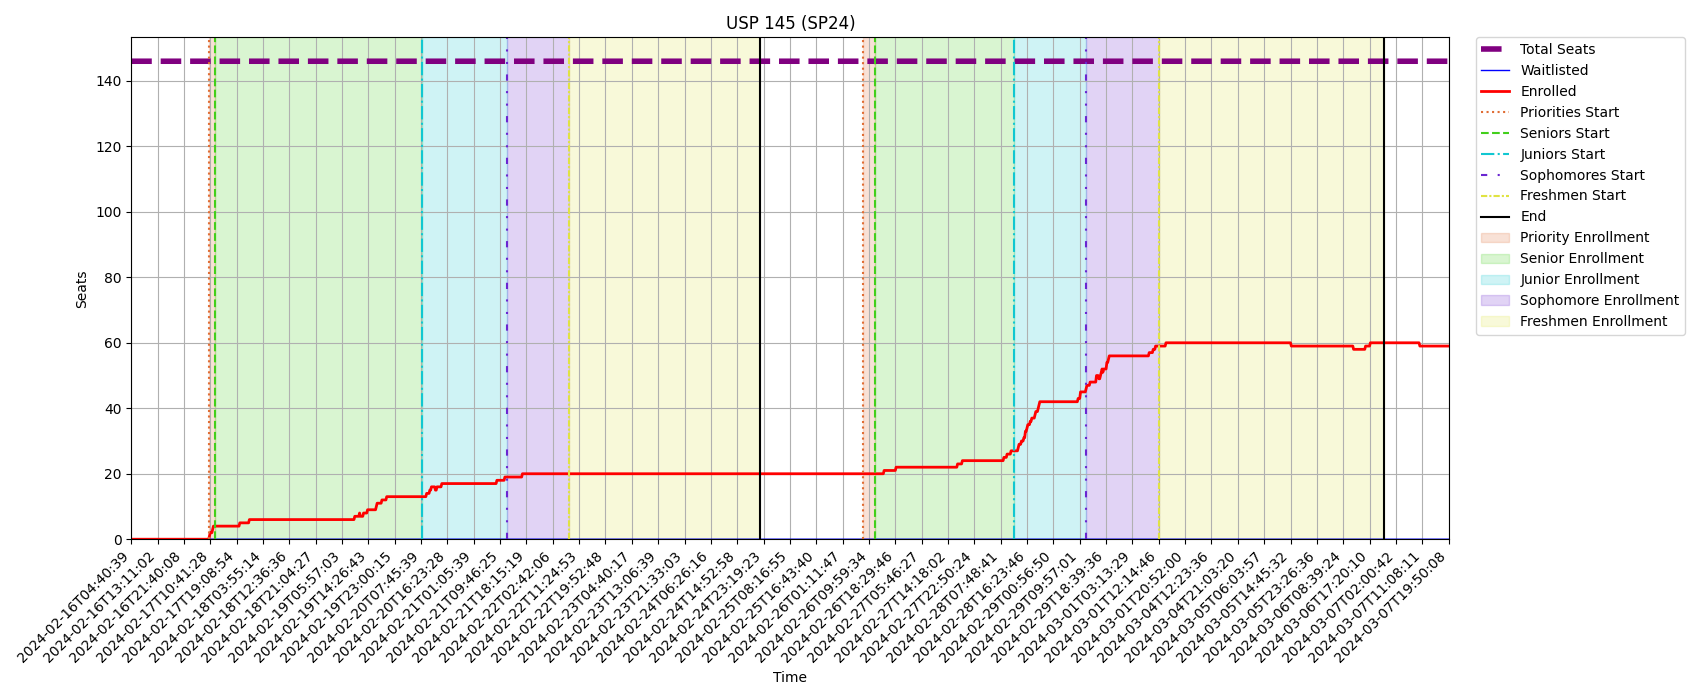 USP 145 (SP24)
Seats
140
120
100
80
60
40
20
0
2024-02-16T04:40:39
2024-02-16T13:11:02
2024-02-16T21:40:08
2024-02-17T10:41:28
2024-02-17T19:08:54
2024-02-18T03:55:14
2024-02-18T12:36:36
2024-02-18T21:04:27
2024-02-19T05:57:03
2024-02-19T14:26:43
2024-02-19T23:00:15
2024-02-20T07:45:39
2024-02-20T16:23:28
2024-02-21T01:05:39
2024-02-21T09:46:25
2024-02-21T18:15:19
2024-02-22T02:42:06
2024-02-22T11:24:53
2024-02-22T19:52:48
2024-02-23T04:40:17
2024-02-23T13:06:39
2024-02-23T21:33:03
2024-02-24T06:26:16
2024-02-24T14:52:58
2024-02-24T23:19:23
2024-02-25T08:16:55
2024-02-25T16:43:40
2024-02-26T01:11:47
2024-02-26T09:59:34
2024-02-26T18:29:46
2024-02-27T05:46:27
2024-02-27T14:18:02
2024-02-27T22:50:24
2024-02-28T07:48:41
2024-02-28T16:23:46
2024-02-29T00:56:50
2024-02-29T09:57:01
2024-02-29T18:39:36
2024-03-01T03:13:29
2024-03-01T12:14:46
2024-03-01T20:52:00
2024-03-04T12:23:36
2024-03-04T21:03:20
2024-03-05T06:03:57
2024-03-05T14:45:32
2024-03-05T23:26:36
2024-03-06T08:39:24
2024-03-06T17:20:10
2024-03-07T02:00:42
2024-03-07T11:08:11
2024-03-07T19:50:08
Time
Total Seats
Waitlisted
Enrolled
Priorities Start
Seniors Start
Juniors Start
Sophomores Start
Freshmen Start
End
Priority Enrollment
Senior Enrollment
Junior Enrollment
Sophomore Enrollment
Freshmen Enrollment